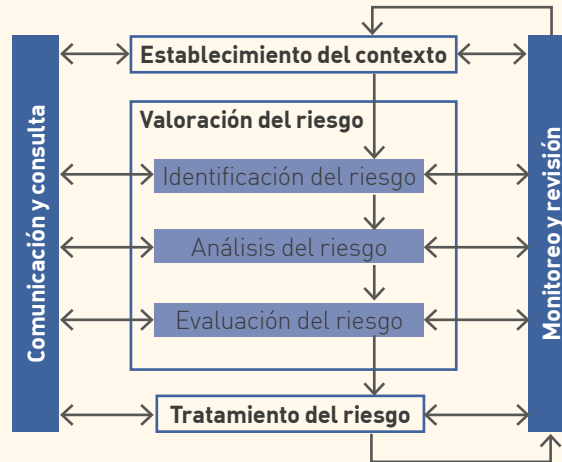 Establecimiento del contexto
Valoración del riesgo
Identificación del riesgo
Análisis del riesgo
Evaluación del riesgo
Tratamiento del riesgo
Comunicación y consulta
Monitoreo y revisión